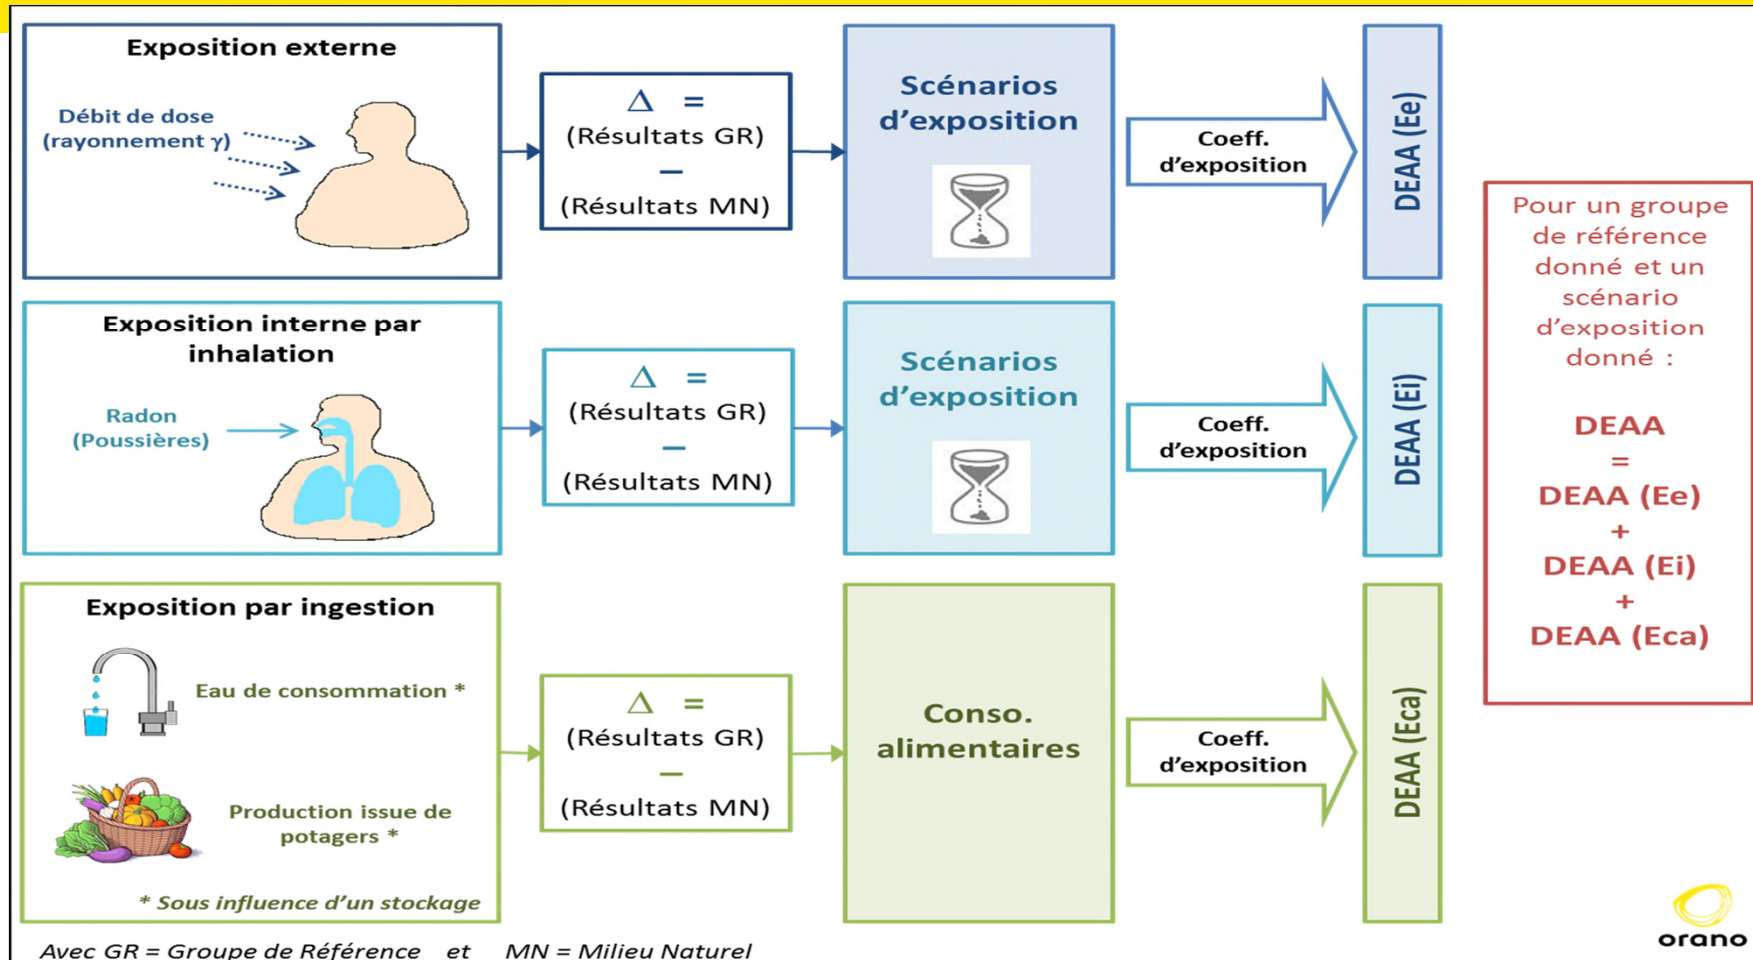 Exposition externe
Débit de dose
(rayonnement γ)
Δ =
(Résultats GR)
–
(Résultats MN)
Scénarios
d’exposition
Coeff.
d’exposition
DEAA (Ee)
Exposition interne par
inhalation
Radon
(Poussières)
Δ =
(Résultats GR)
–
(Résultats MN)
Scénarios
d’exposition
Coeff.
d’exposition
DEAA (Ei)
Exposition par ingestion
Eau de consommation *
Production issue de
potagers *
* Sous influence d’un stockage
Δ =
(Résultats GR)
–
(Résultats MN)
Conso.
alimentaires
Coeff.
d’exposition
DEAA (Eca)
Pour un groupe
de référence
donné et un
scénario
d’exposition
donné :
DEAA
=
DEAA (Ee)
+
DEAA (Ei)
+
DEAA (Eca)
Avec GR = Groupe de Référence et MN = Milieu Naturel
orano